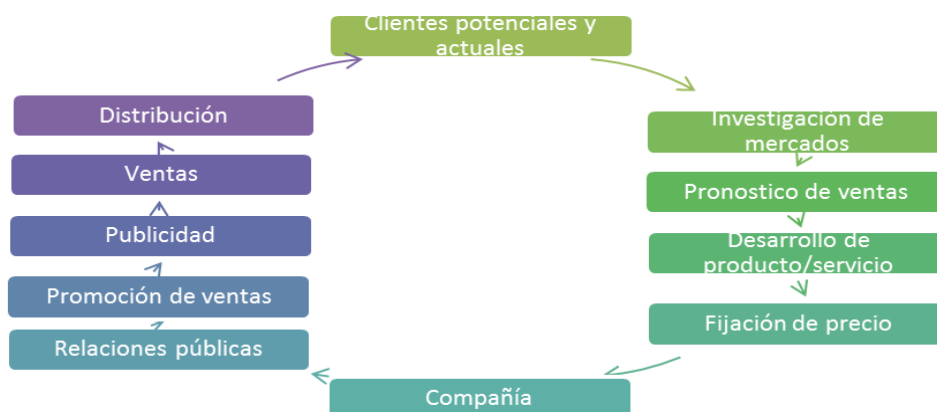 Clientes potenciales y
actuales
Distribución
Investigación de
mercados
Ventas
Pronostico de ventas
Publicidad
Desarrollo de
producto/servicio
Promoción de ventas
Fijación de precio
Relaciones públicas
Compañía